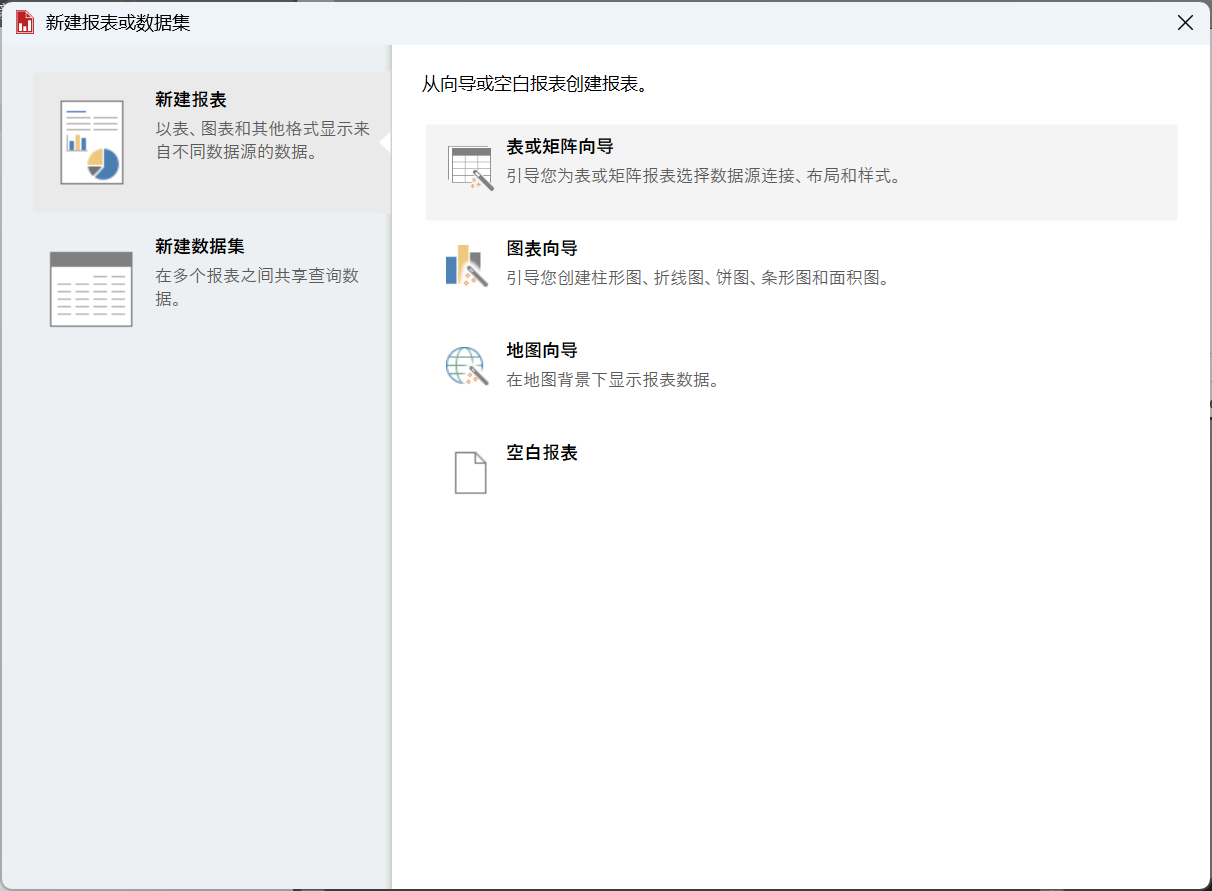 新建报表或数据集
新建报表
以表、图表和其他格式显示来
自不同数据源的数据。
新建数据集
在多个报表之间共享查询数
据。
从向导或空白报表创建报表。
表或矩阵向导
引导您为表或矩阵报表选择数据源连接、布局和样式。
图表向导
引导您创建柱形图、折线图、饼图、条形图和面积图。
地图向导
在地图背景下显示报表数据。
空白报表